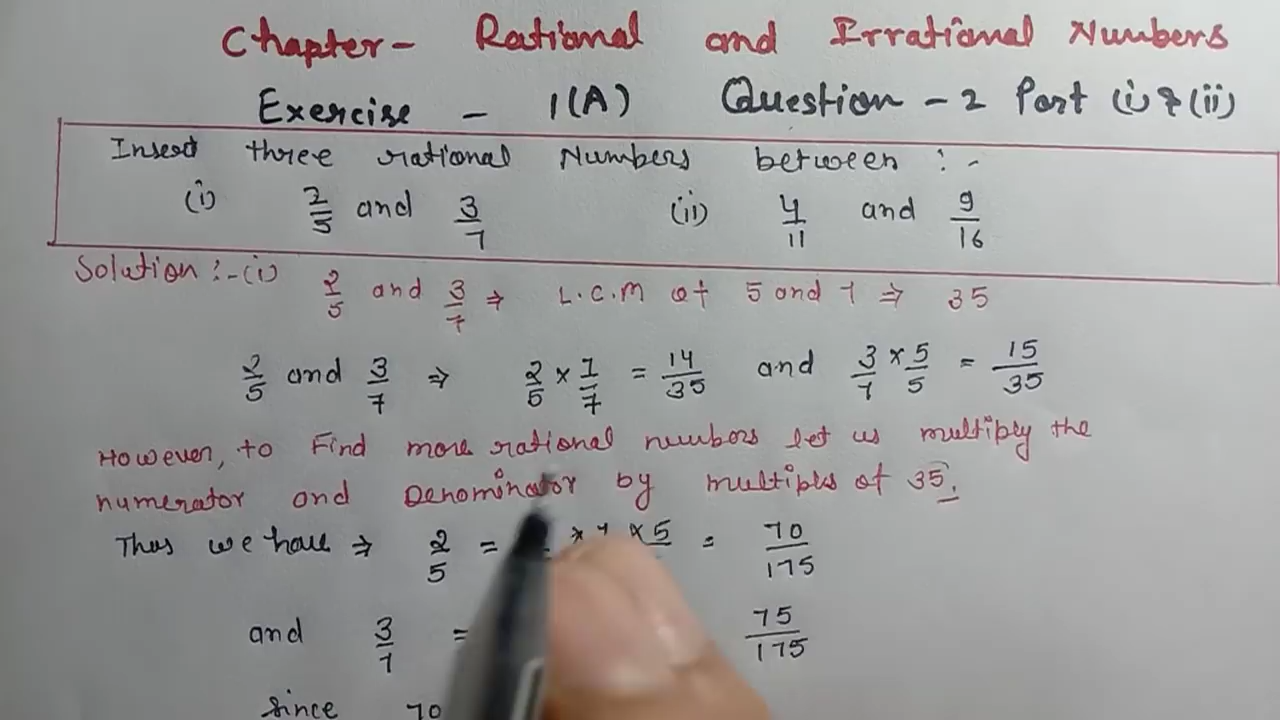 Chapter - Rational and Irrational Numbers
Exercise - 1(A) Question - 2 Part (i) & (ii)
Insert three rational Numbers between :-
(i) 2/5 and 3/7 (ii) 4/11 and 9/16
Solution :- (i) 2/5 and 3/7 ⇒ L.C.M of 5 and 7 ⇒ 35
2/5 and 3/7 ⇒ 2/5 × 7/7 = 14/35 and 3/7 × 5/5 = 15/35
However, to Find more rational numbers let us multiply the
numerator and Denominator by multiples of 35.
Thus we have ⇒ 2/5 = × 7 × 5 = 70/175
and 3/7 = 75/175
since 70